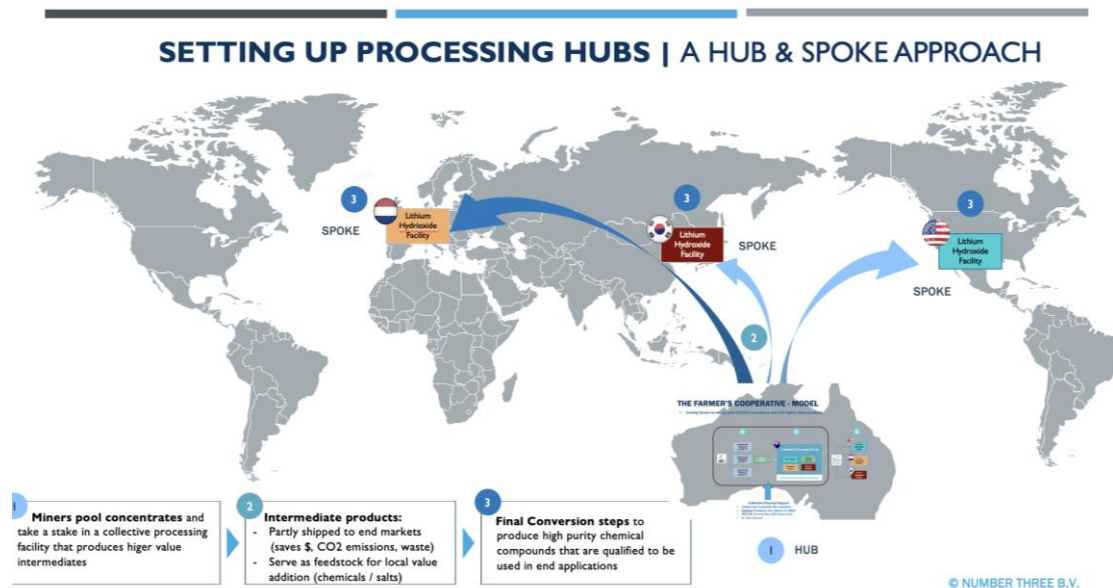 SETTING UP PROCESSING HUBS | A HUB & SPOKE APPROACH
3
SPOKE
Lithium
Hydrioxide
Facility
3
Lithium
Hydroxide
Facility
SPOKE
3
Lithium
Hydroxide
Facility
SPOKE
2
THE FARMER'S COOPERATIVE - MODEL
1
HUB
1
Miners pool concentrates and
take a stake in a collective processing
facility that produces higer value
intermediates
2
Intermediate products:
- Partly shipped to end markets
(saves $, CO2 emissions, waste)
- Serve as feedstock for local value
addition (chemicals / salts)
3
Final Conversion steps to
produce high purity chemical
compounds that are qualified to be
used in end applications
© NUMBER THREE B.V.